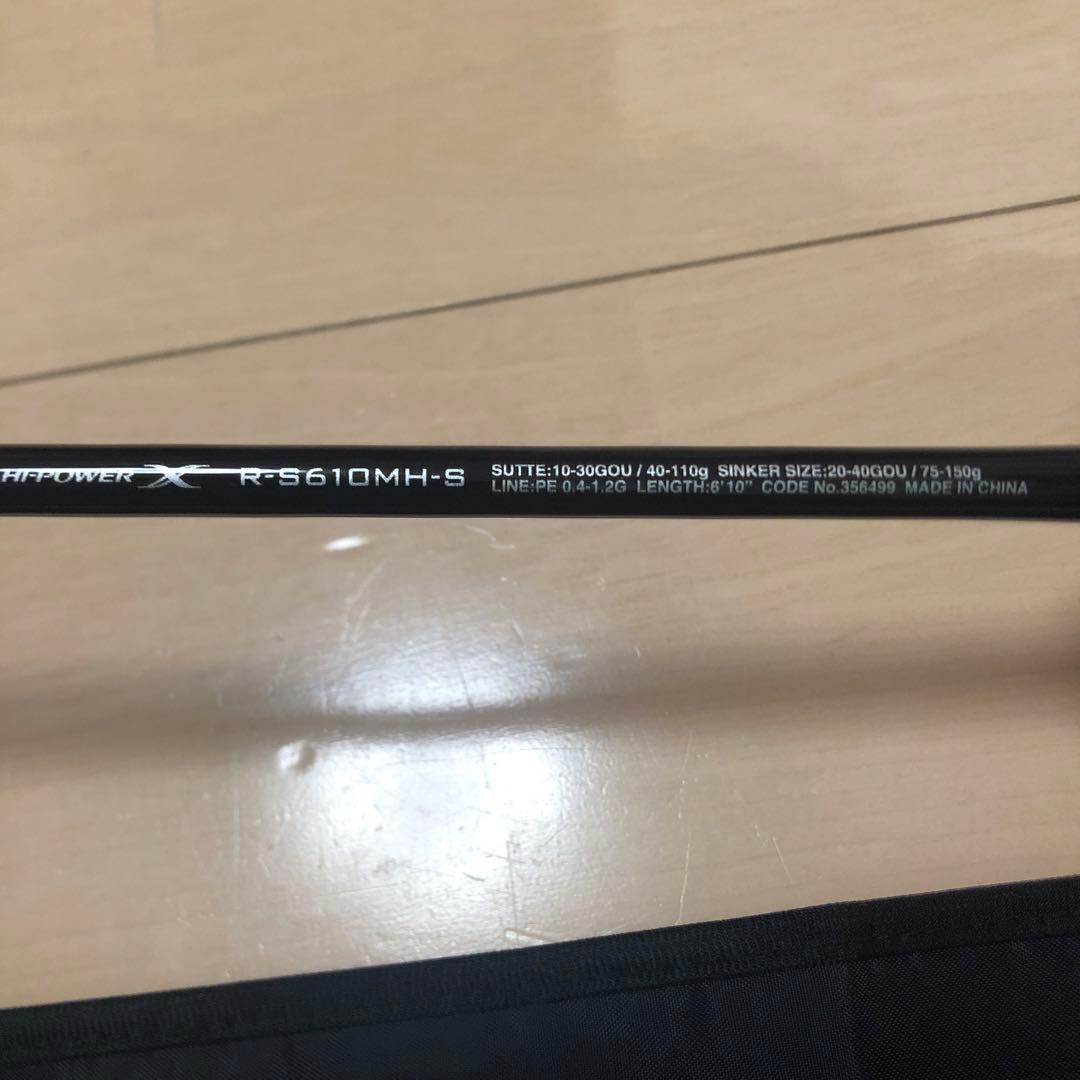 HI-POWER X R-S610MH-S
SUTTE:10-30GOU / 40-110g SINKER SIZE:20-40GOU / 75-150g
LINE:PE 0.4-1.2G LENGTH:6'10" CODE No.356499 MADE IN CHINA